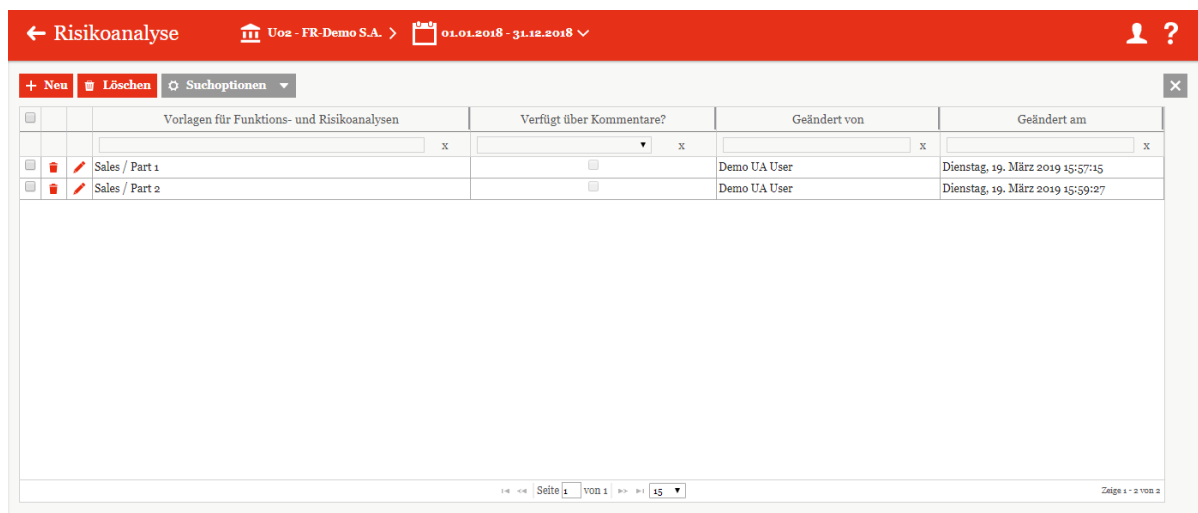 Risikoanalyse U02 - FR-Demo S.A. 01.01.2018 - 31.12.2018
Neu Löschen Suchoptionen
Vorlagen für Funktions- und Risikoanalysen Verfügt über Kommentare? Geändert von Geändert am
x x x x
Sales / Part 1 Demo UA User Dienstag, 19. März 2019 15:57:15
Sales / Part 2 Demo UA User Dienstag, 19. März 2019 15:59:27
Seite 1 von 1 15 Zeige 1 - 2 von 2